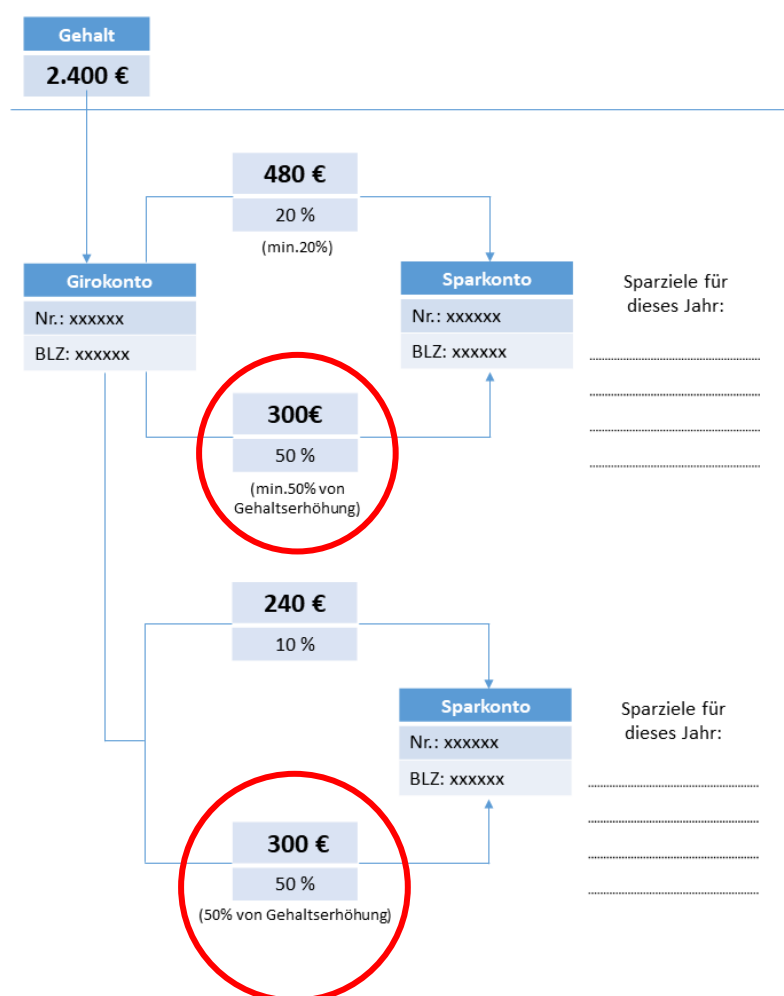 Gehalt
2.400 €
480 €
20 %
(min.20%)
Girokonto
Nr.: xxxxxx
BLZ: xxxxxx
Sparkonto
Nr.: xxxxxx
BLZ: xxxxxx
Sparziele für
dieses Jahr:
300€
50 %
(min.50% von
Gehaltserhöhung)
240 €
10 %
Sparkonto
Nr.: xxxxxx
BLZ: xxxxxx
Sparziele für
dieses Jahr:
300 €
50 %
(50% von Gehaltserhöhung)